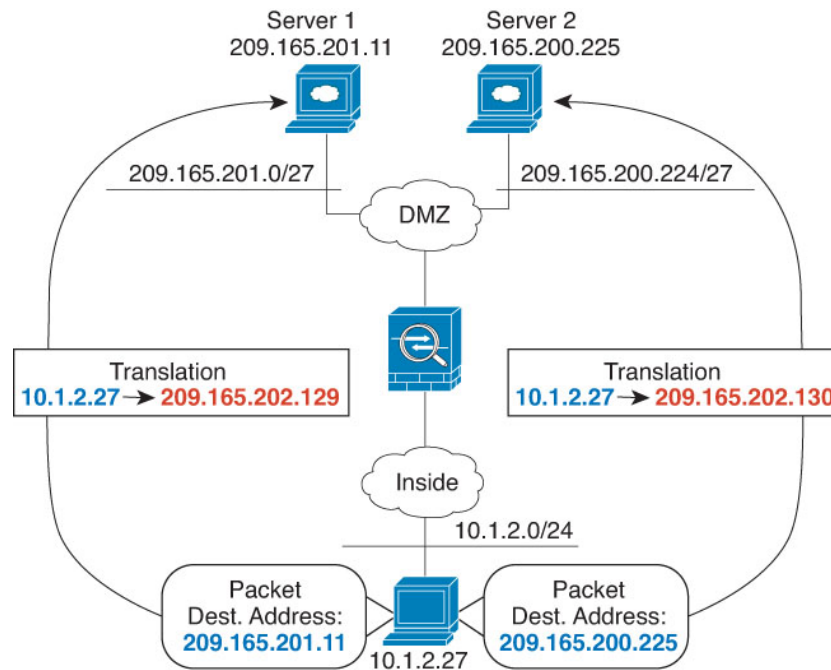 Server 1
209.165.201.11
Server 2
209.165.200.225
209.165.201.0/27
209.165.200.224/27
DMZ
Translation
10.1.2.27 → 209.165.202.129
Translation
10.1.2.27 → 209.165.202.130
Inside
10.1.2.0/24
Packet
Dest. Address:
209.165.201.11
Packet
Dest. Address:
209.165.200.225
10.1.2.27